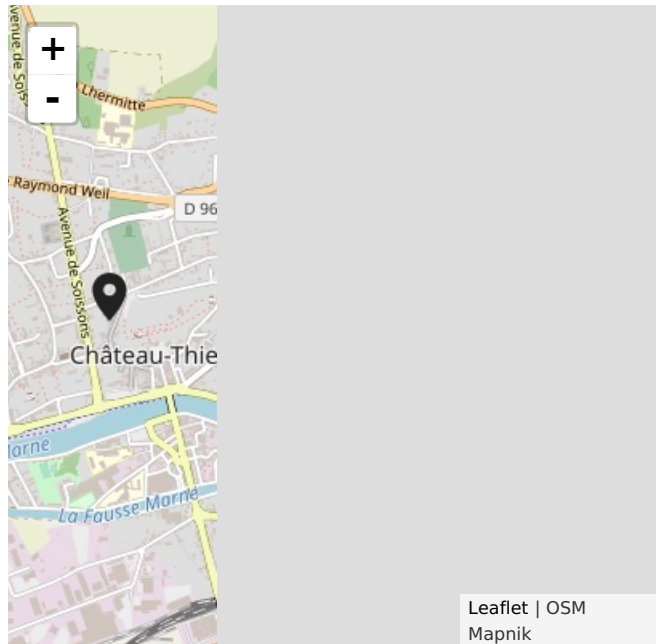 Avenue de Soissons
+
-
Lhermitte
Raymond Weil
D 96
Avenue de Soissons
Château-Thie
Marne
La Fausse Marne
Leaflet | OSM
Mapnik